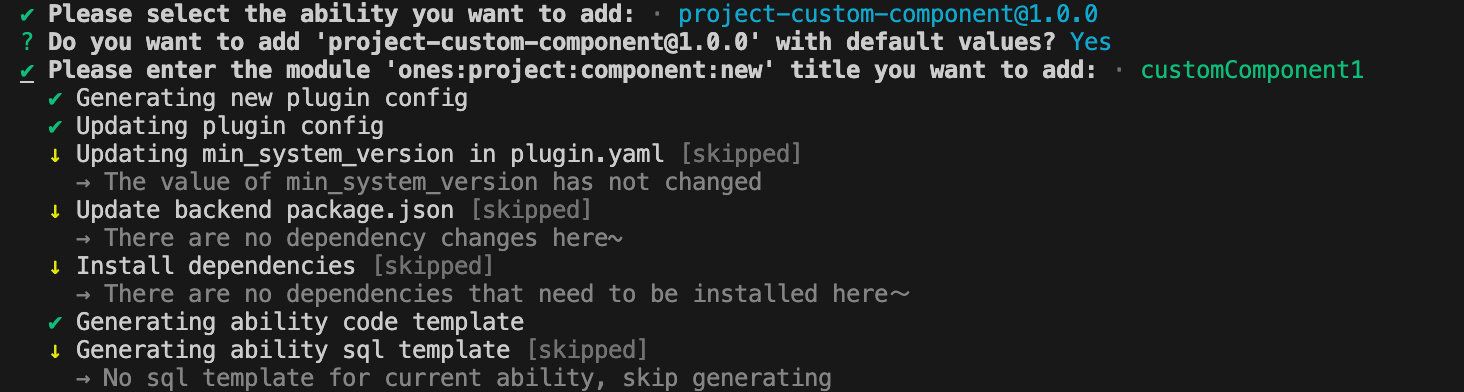 ✔ Please select the ability you want to add: · project-custom-component@1.0.0
? Do you want to add 'project-custom-component@1.0.0' with default values? Yes
✔ Please enter the module 'ones:project:component:new' title you want to add: · customComponent1
✔ Generating new plugin config
✔ Updating plugin config
↓ Updating min_system_version in plugin.yaml [skipped]
→ The value of min_system_version has not changed
↓ Update backend package.json [skipped]
→ There are no dependency changes here~
↓ Install dependencies [skipped]
→ There are no dependencies that need to be installed here～
✔ Generating ability code template
↓ Generating ability sql template [skipped]
→ No sql template for current ability, skip generating